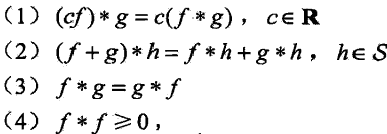 （1） (cf)*g=c(f*g)，c∈R
（2） (f+g)*h=f*h+g*h，h∈S
（3） f*g=g*f
（4） f*f⩾0，